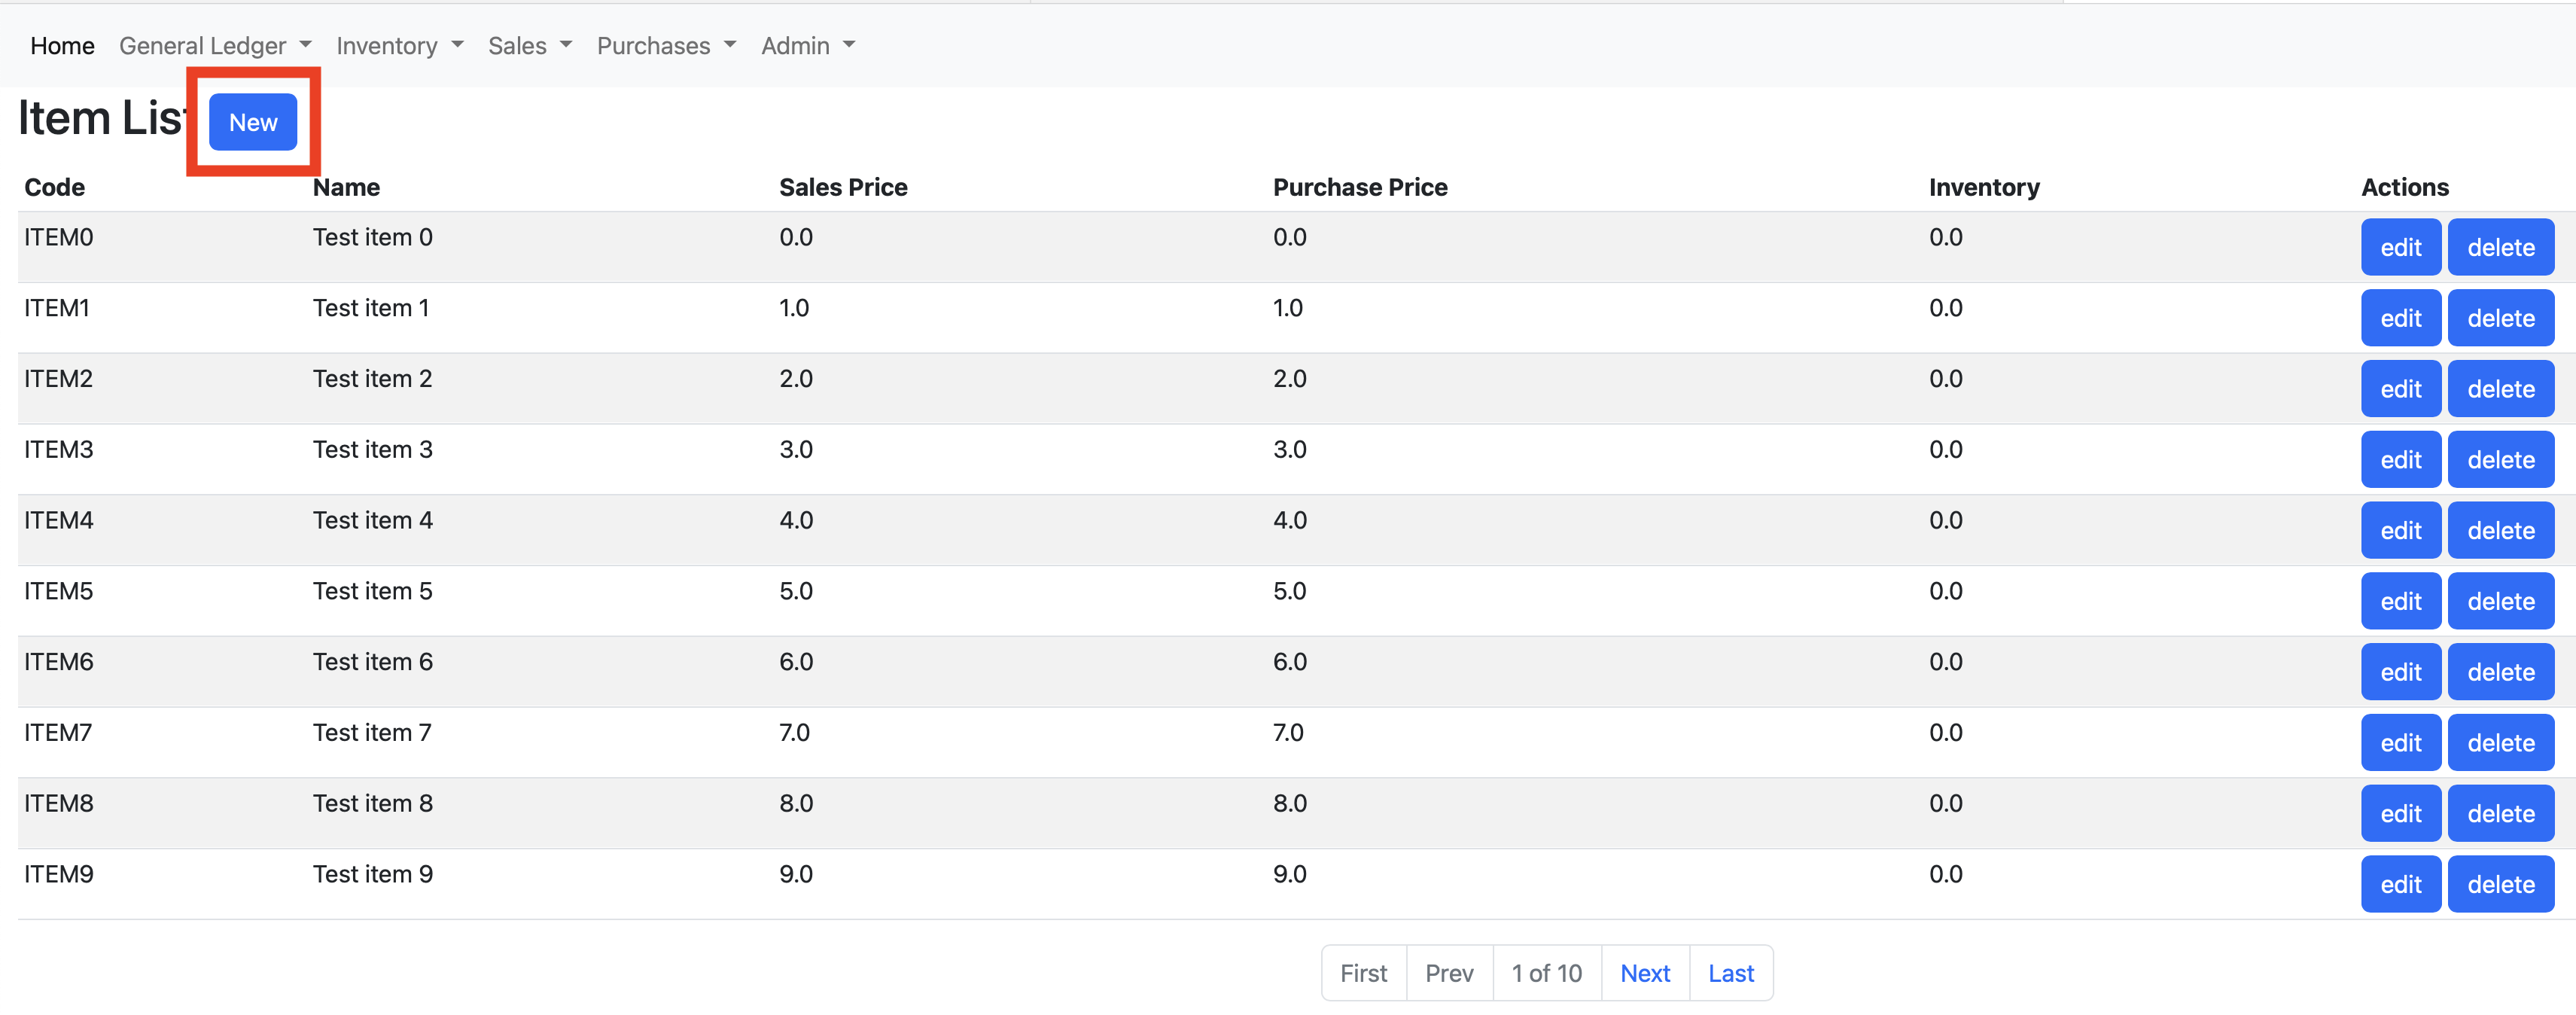 Home General Ledger Inventory Sales Purchases Admin
Item List New
Code Name Sales Price Purchase Price Inventory Actions
ITEM0 Test item 0 0.0 0.0 0.0 edit delete
ITEM1 Test item 1 1.0 1.0 0.0 edit delete
ITEM2 Test item 2 2.0 2.0 0.0 edit delete
ITEM3 Test item 3 3.0 3.0 0.0 edit delete
ITEM4 Test item 4 4.0 4.0 0.0 edit delete
ITEM5 Test item 5 5.0 5.0 0.0 edit delete
ITEM6 Test item 6 6.0 6.0 0.0 edit delete
ITEM7 Test item 7 7.0 7.0 0.0 edit delete
ITEM8 Test item 8 8.0 8.0 0.0 edit delete
ITEM9 Test item 9 9.0 9.0 0.0 edit delete
First Prev 1 of 10 Next Last